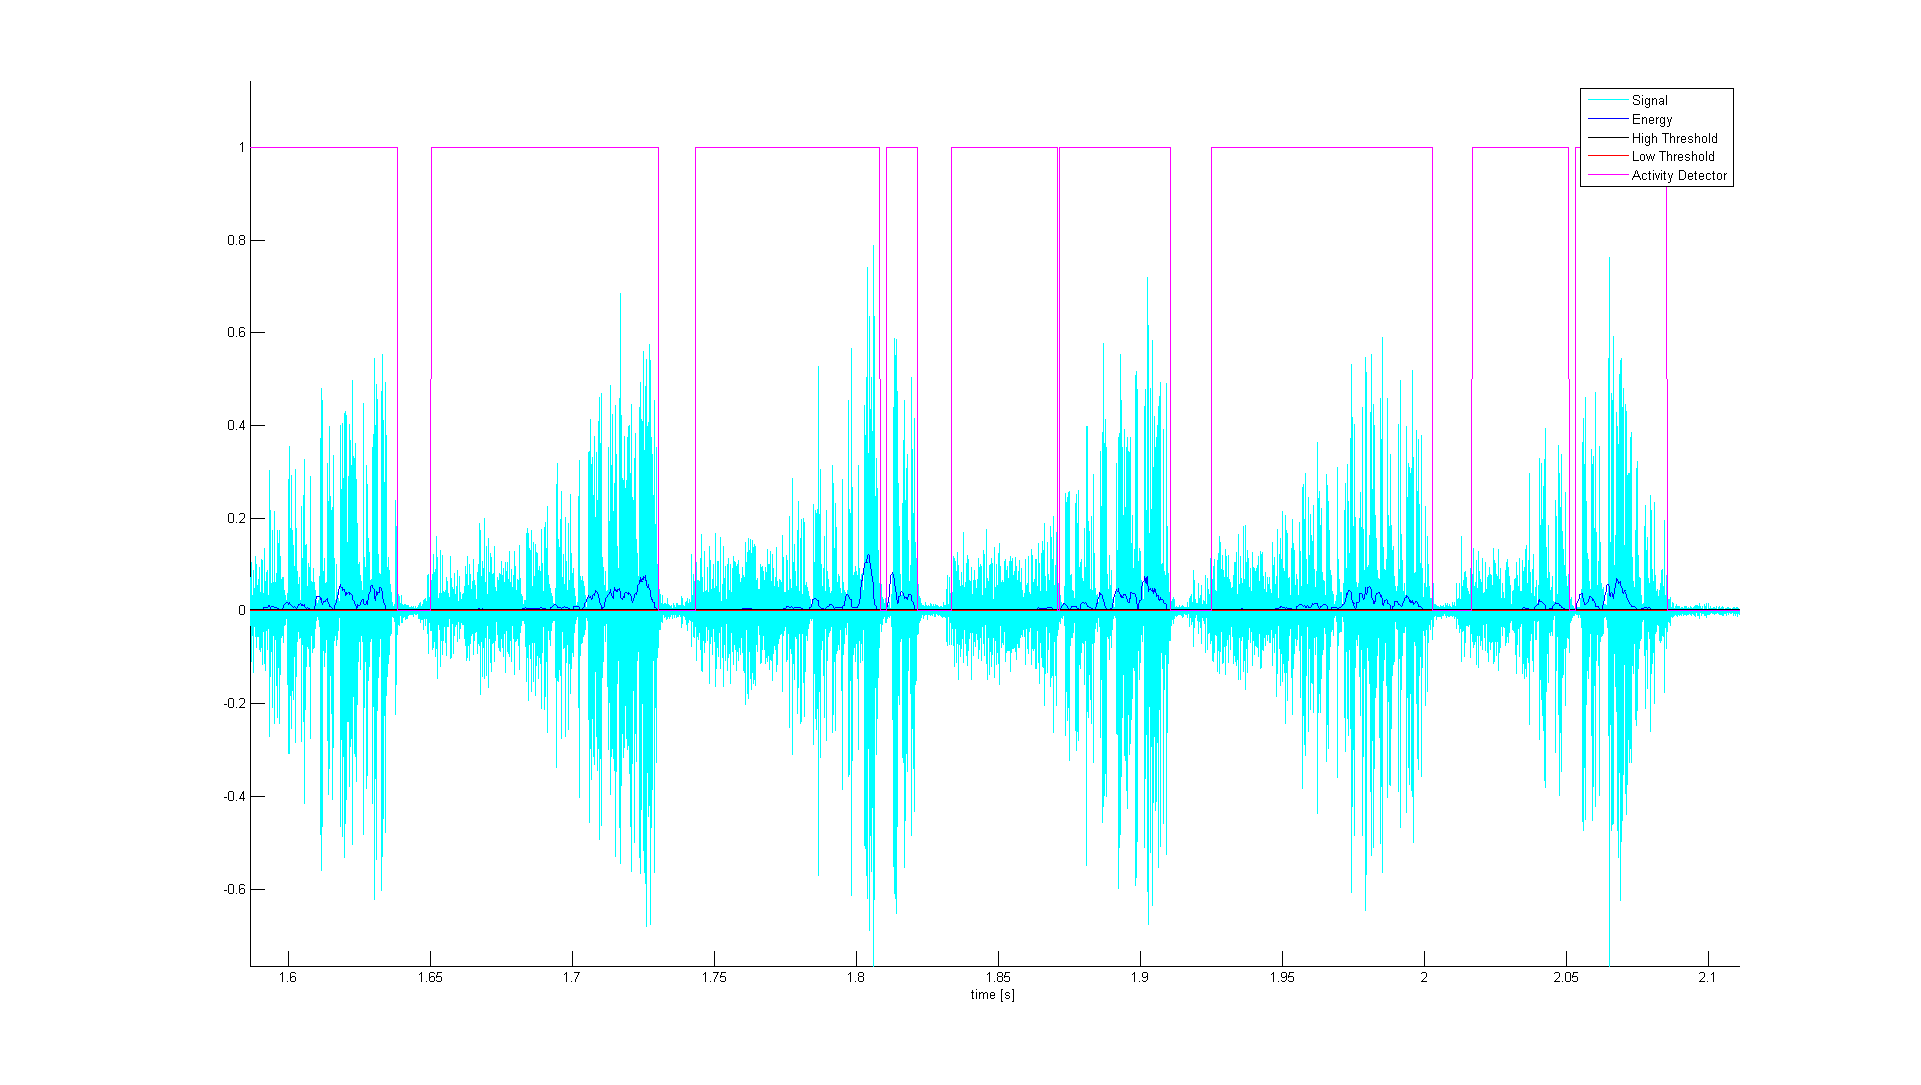 Signal
Energy
High Threshold
Low Threshold
Activity Detector
1
0.8
0.6
0.4
0.2
0
-0.2
-0.4
-0.6
1.6 1.65 1.7 1.75 1.8 1.85 1.9 1.95 2 2.05 2.1
time [s]